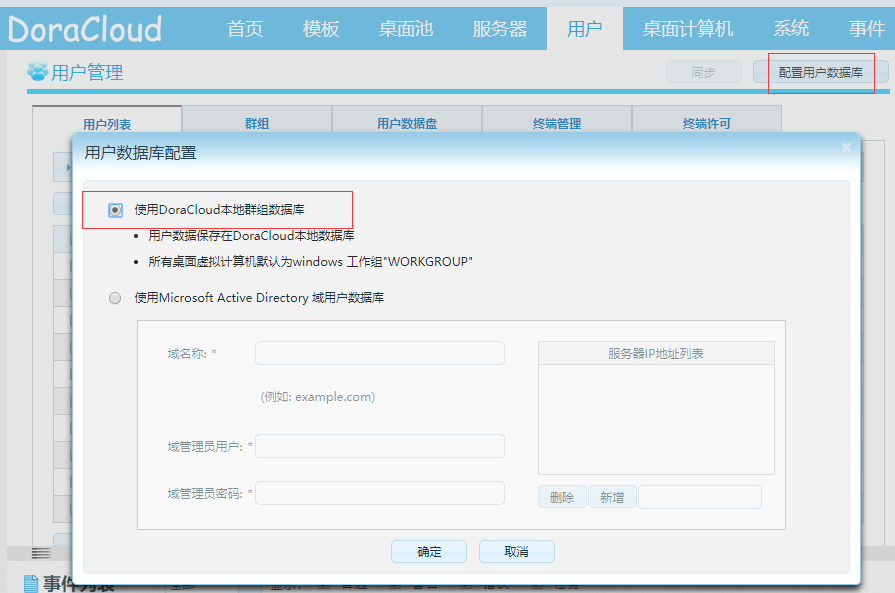 DoraCloud 首页 模板 桌面池 服务器 用户 桌面计算机 系统 事件
用户管理 同步 配置用户数据库
用户列表 群组 用户数据盘 终端管理 终端许可
用户数据库配置
使用DoraCloud本地群组数据库
• 用户数据保存在DoraCloud本地数据库
• 所有桌面虚拟计算机默认为windows 工作组"WORKGROUP"
使用Microsoft Active Directory 域用户数据库
域名称: * 服务器IP地址列表
(例如: example.com)
域管理员用户: *
域管理员密码: * 删除 新增
确定 取消
事件列表